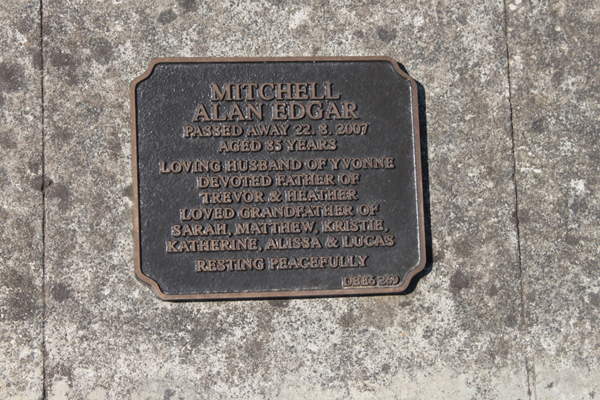 MITCHELL
ALAN EDGAR
PASSED AWAY 22. 8. 2007
AGED 85 YEARS
LOVING HUSBAND OF YVONNE
DEVOTED FATHER OF
TREVOR & HEATHER
LOVED GRANDFATHER OF
SARAH, MATTHEW, KRISTIE,
KATHERINE, ALISSA & LUCAS
RESTING PEACEFULLY